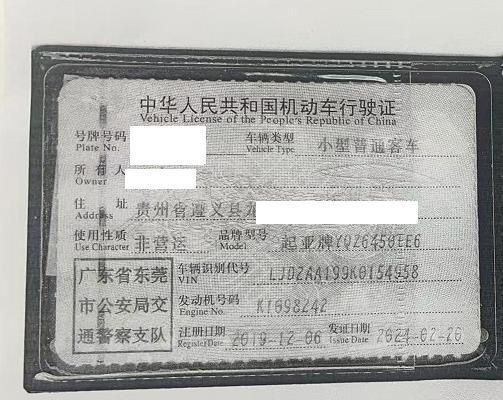 中华人民共和国机动车行驶证
Vehicle License of the People's Republic of China
号牌号码 Plate No. 车辆类型 Vehicle Type 小型普通客车
所有人 Owner
住址 Address 贵州省遵义县
使用性质 Use Character 非营运 品牌型号 Model 起亚牌YQZ6450EE6
广东省东莞市公安局交通警察支队
车辆识别代号 VIN LJDZAA199K0154958
发动机号码 Engine No. K1698242
注册日期 Register Date 2019-12-06 发证日期 Issue Date 2024-02-26